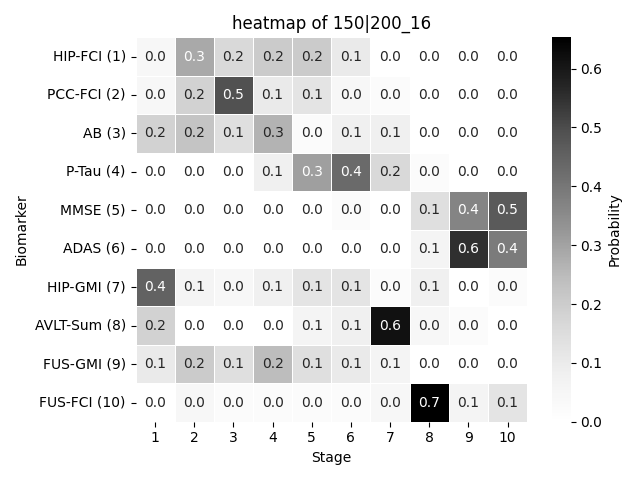 heatmap of 150|200_16
HIP-FCI (1) 0.0 0.3 0.2 0.2 0.2 0.1 0.0 0.0 0.0 0.0
PCC-FCI (2) 0.0 0.2 0.5 0.1 0.1 0.0 0.0 0.0 0.0 0.0
AB (3) 0.2 0.2 0.1 0.3 0.0 0.1 0.1 0.0 0.0 0.0
P-Tau (4) 0.0 0.0 0.0 0.1 0.3 0.4 0.2 0.0 0.0 0.0
MMSE (5) 0.0 0.0 0.0 0.0 0.0 0.0 0.0 0.1 0.4 0.5
ADAS (6) 0.0 0.0 0.0 0.0 0.0 0.0 0.0 0.1 0.6 0.4
HIP-GMI (7) 0.4 0.1 0.0 0.1 0.1 0.1 0.0 0.1 0.0 0.0
AVLT-Sum (8) 0.2 0.0 0.0 0.0 0.1 0.1 0.6 0.0 0.0 0.0
FUS-GMI (9) 0.1 0.2 0.1 0.2 0.1 0.1 0.1 0.0 0.0 0.0
FUS-FCI (10) 0.0 0.0 0.0 0.0 0.0 0.0 0.0 0.7 0.1 0.1
1 2 3 4 5 6 7 8 9 10
Stage
Biomarker
0.6
0.5
0.4
0.3
0.2
0.1
0.0
Probability